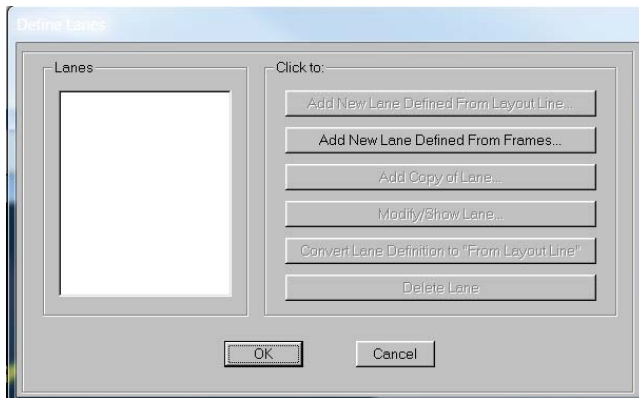 Define Lanes
Lanes
Click to:
Add New Lane Defined From Layout Line...
Add New Lane Defined From Frames...
Add Copy of Lane...
Modify/Show Lane...
Convert Lane Definition to "From Layout Line"
Delete Lane
OK
Cancel